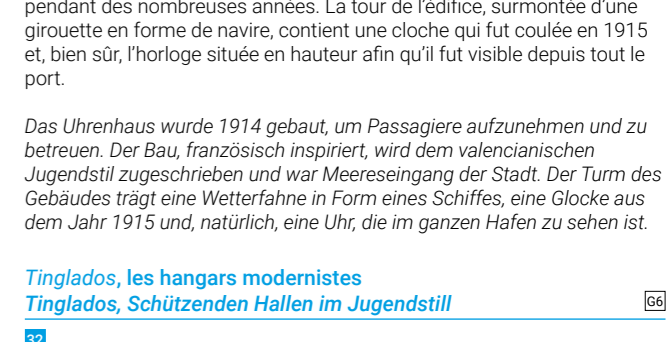 pendant des nombreuses années. La tour de l'édifice, surmontée d'une
girouette en forme de navire, contient une cloche qui fut coulée en 1915
et, bien sûr, l'horloge située en hauteur afin qu'il fut visible depuis tout le
port.
Das Uhrenhaus wurde 1914 gebaut, um Passagiere aufzunehmen und zu
betreuen. Der Bau, französisch inspiriert, wird dem valencianischen
Jugendstil zugeschrieben und war Meereseingang der Stadt. Der Turm des
Gebäudes trägt eine Wetterfahne in Form eines Schiffes, eine Glocke aus
dem Jahr 1915 und, natürlich, eine Uhr, die im ganzen Hafen zu sehen ist.
Tinglados, les hangars modernistes
Tinglados, Schützenden Hallen im Jugendstill G6
32